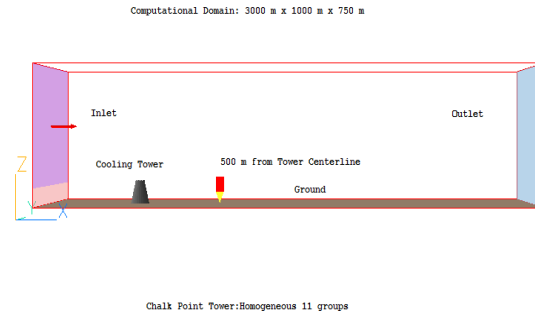 Computational Domain: 3000 m x 1000 m x 750 m
Inlet
Outlet
Cooling Tower
500 m from Tower Centerline
Ground
Z
Y
X
Chalk Point Tower:Homogeneous 11 groups